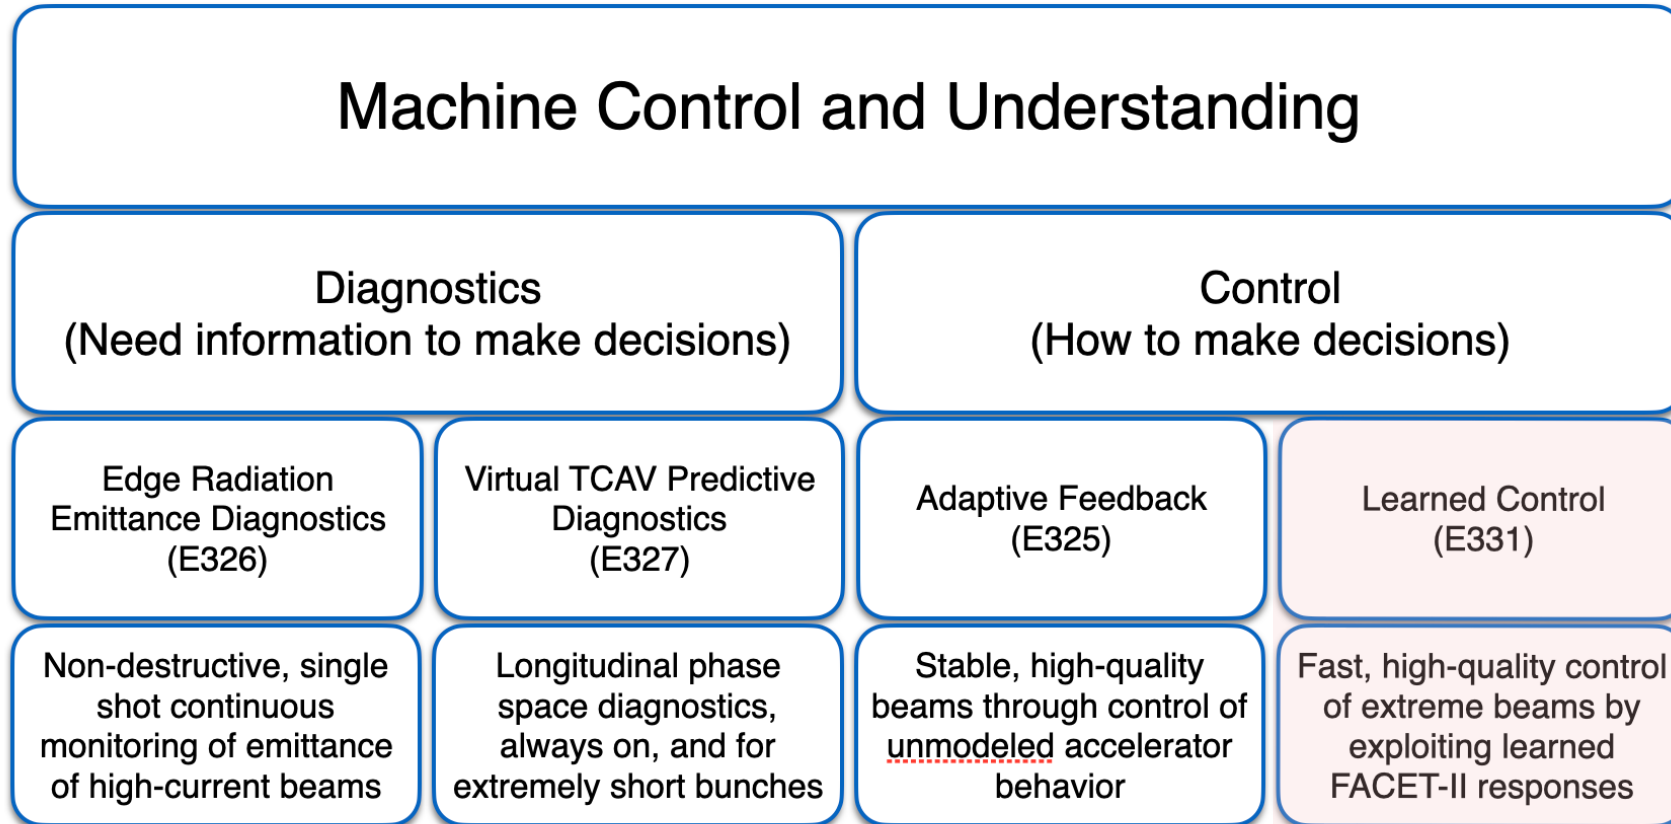 Machine Control and Understanding
Diagnostics
(Need information to make decisions)
Control
(How to make decisions)
Edge Radiation
Emittance Diagnostics
(E326)
Virtual TCAV Predictive
Diagnostics
(E327)
Adaptive Feedback
(E325)
Learned Control
(E331)
Non-destructive, single
shot continuous
monitoring of emittance
of high-current beams
Longitudinal phase
space diagnostics,
always on, and for
extremely short bunches
Stable, high-quality
beams through control of
unmodeled accelerator
behavior
Fast, high-quality control
of extreme beams by
exploiting learned
FACET-II responses